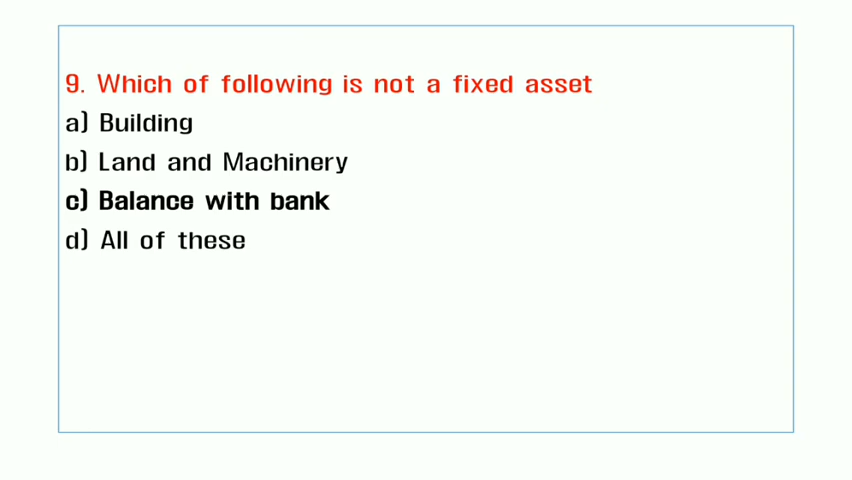 9. Which of following is not a fixed asset
a) Building
b) Land and Machinery
c) Balance with bank
d) All of these